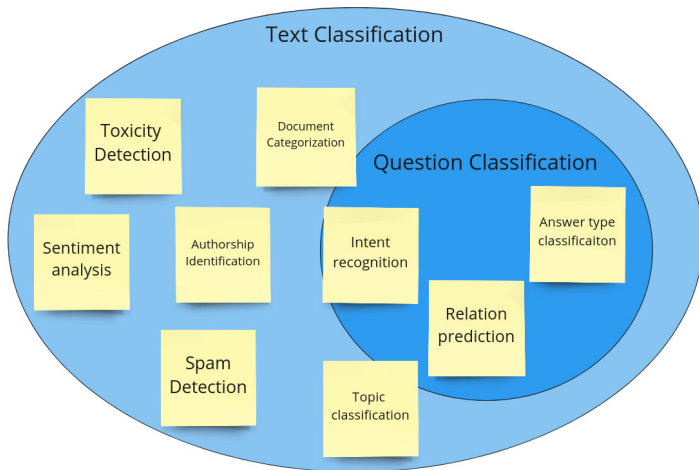 Text Classification
Toxicity
Detection
Document
Categorization
Question Classification
Sentiment
analysis
Authorship
Identification
Intent
recognition
Answer type
classificaiton
Relation
prediction
Spam
Detection
Topic
classification